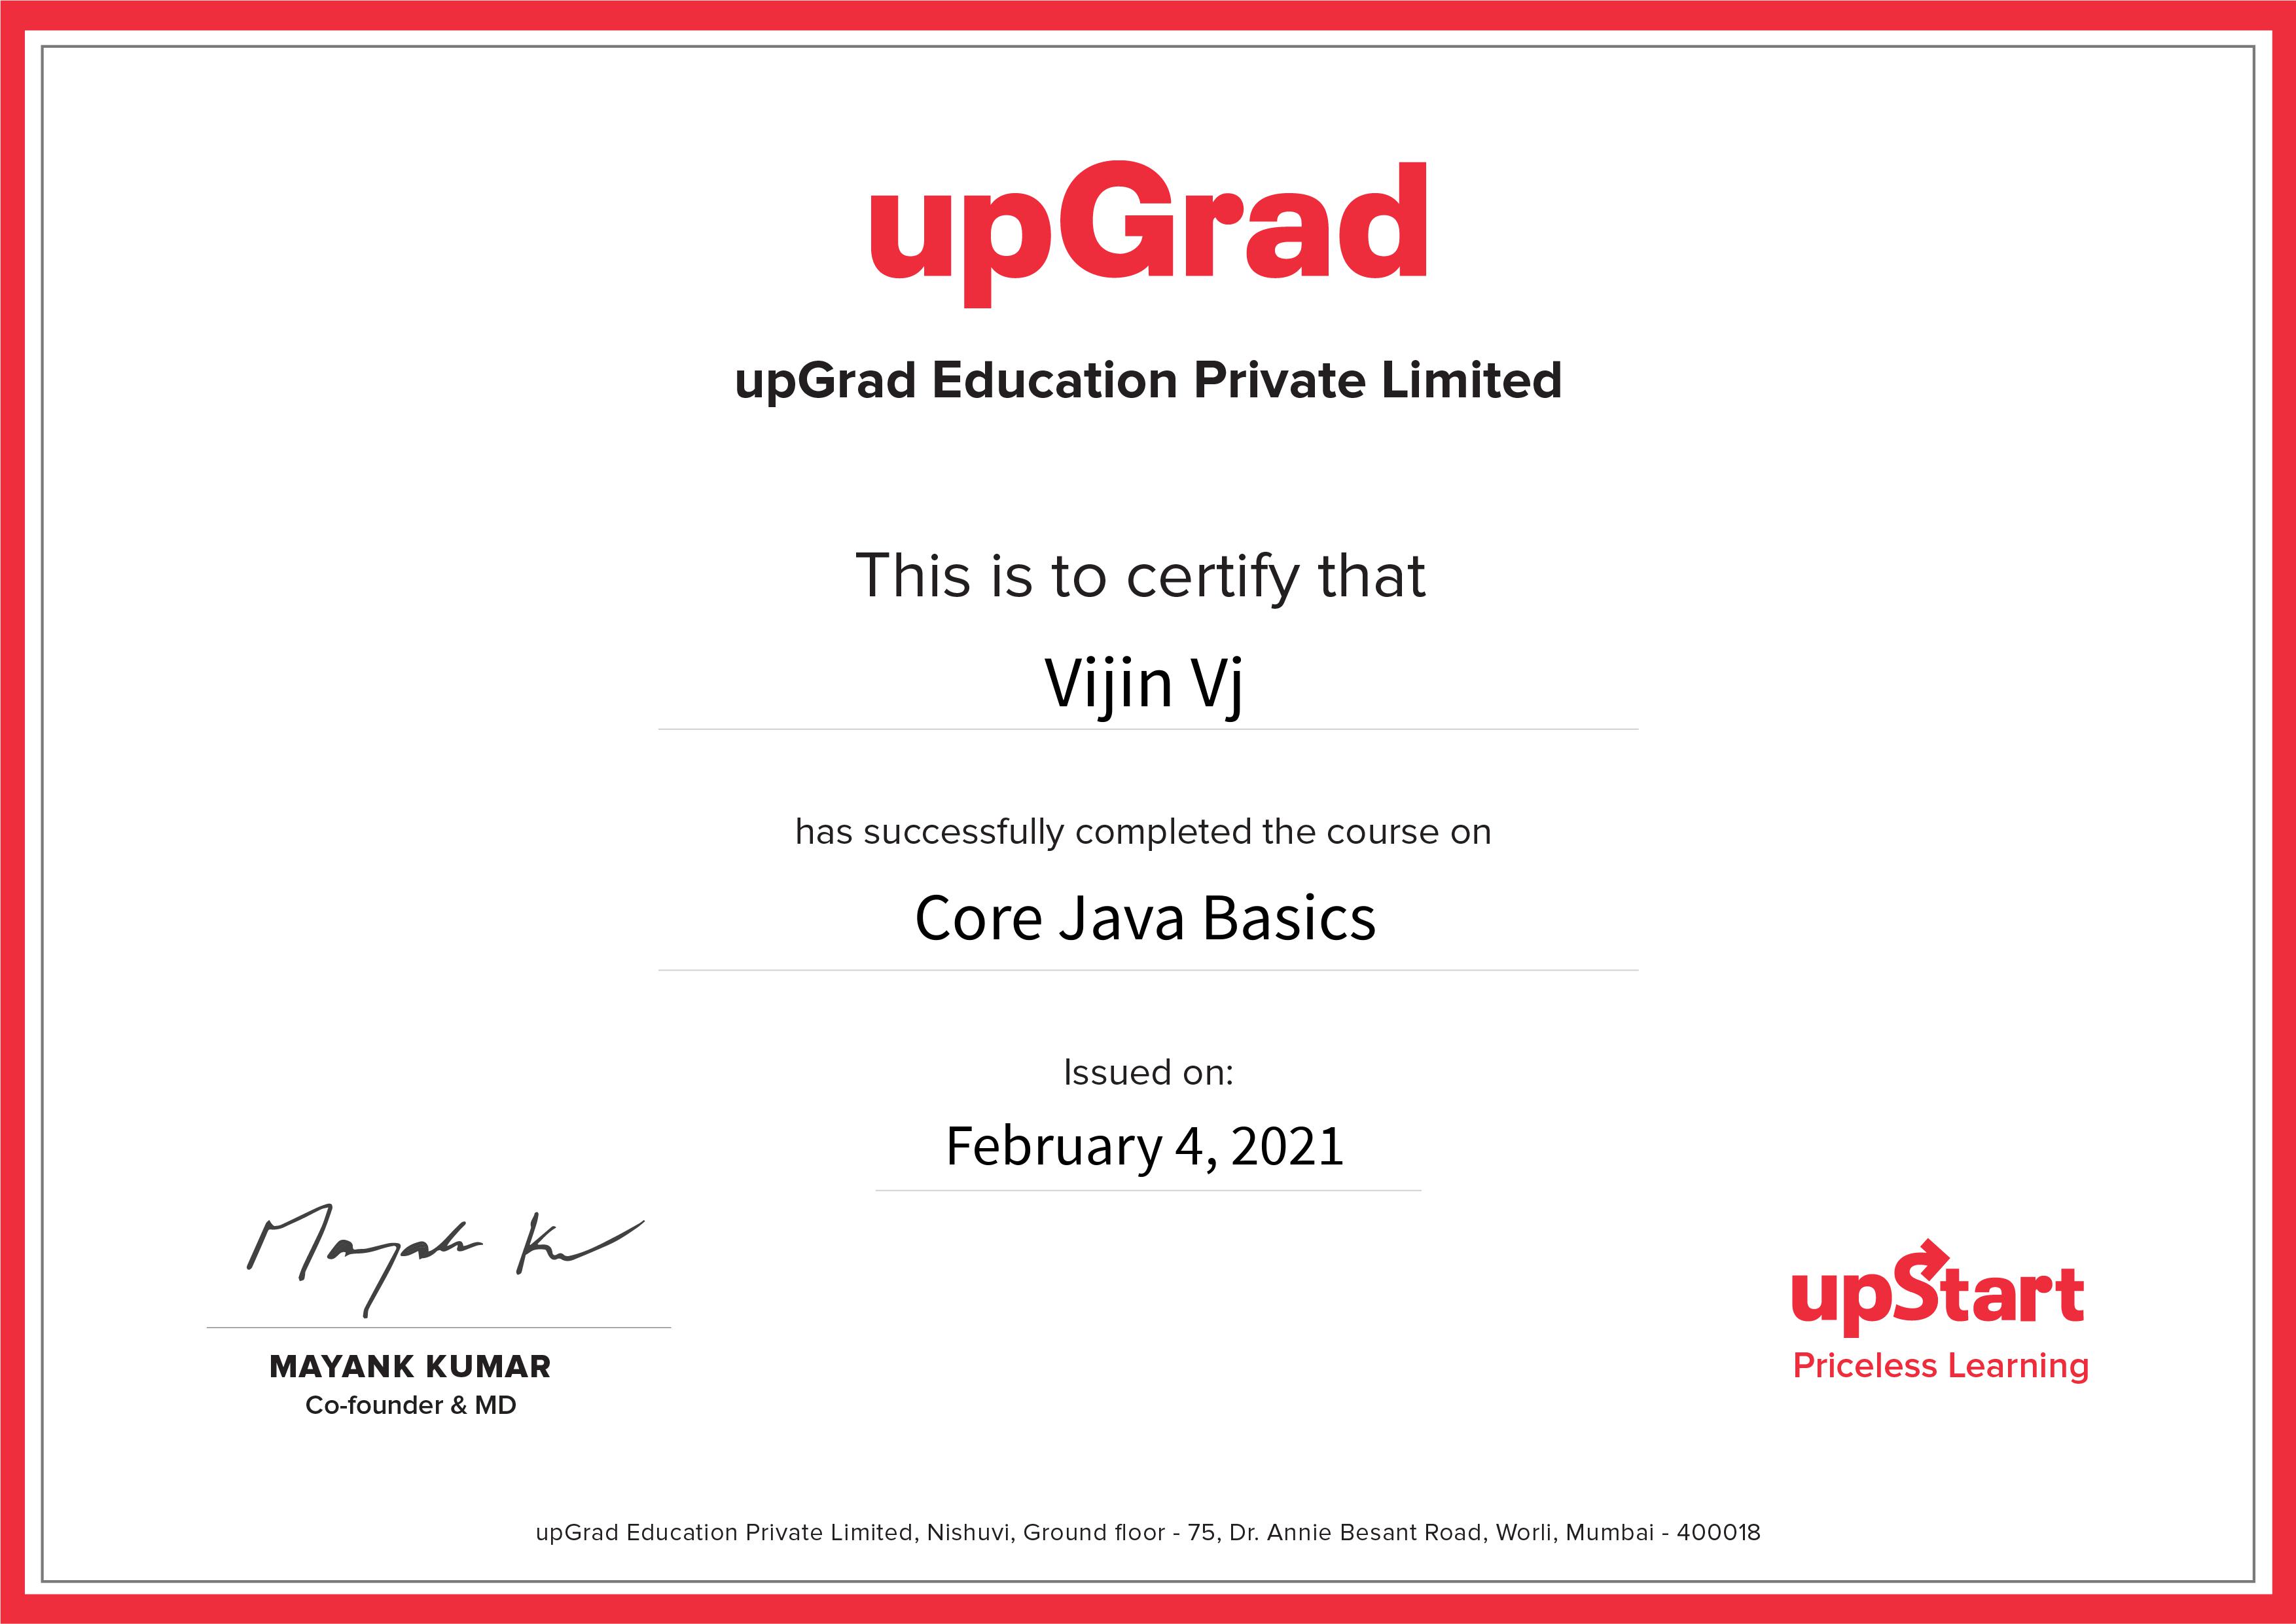 upGrad
upGrad Education Private Limited
This is to certify that
Vijin Vj
has successfully completed the course on
Core Java Basics
Issued on:
February 4, 2021
Mayank K
MAYANK KUMAR
Co-founder & MD
upStart
Priceless Learning
upGrad Education Private Limited, Nishuvi, Ground floor - 75, Dr. Annie Besant Road, Worli, Mumbai - 400018